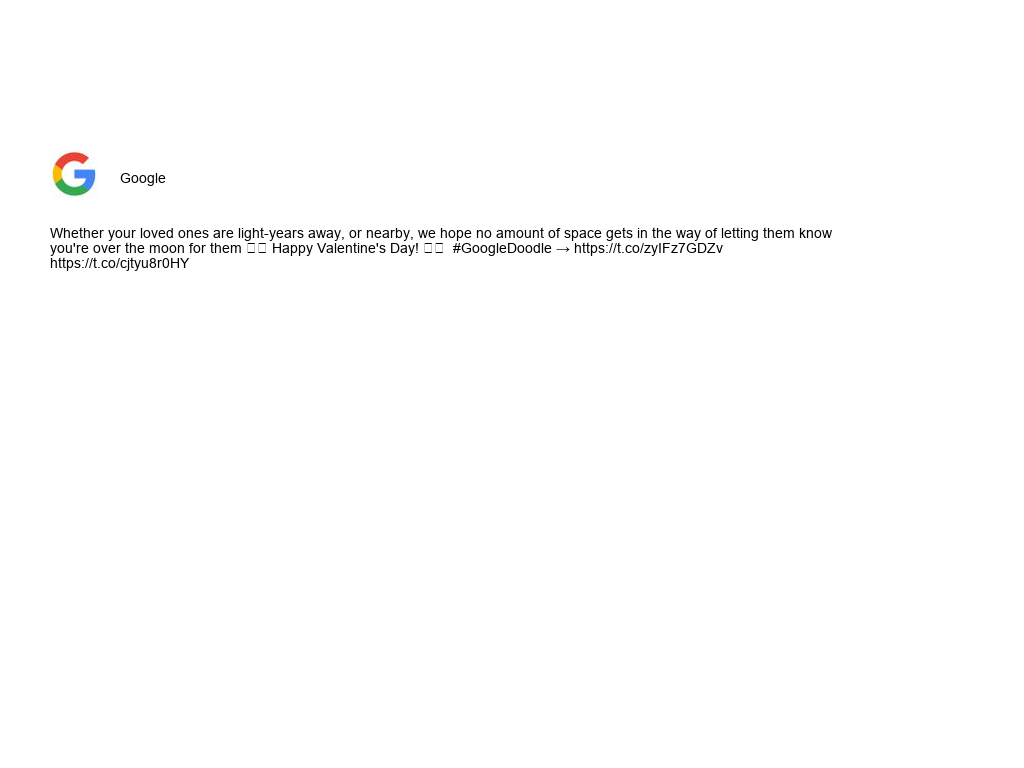 Google
Whether your loved ones are light-years away, or nearby, we hope no amount of space gets in the way of letting them know
you're over the moon for them □□ Happy Valentine's Day! □□ #GoogleDoodle → https://t.co/zyIFz7GDZv
https://t.co/cjtyu8r0HY